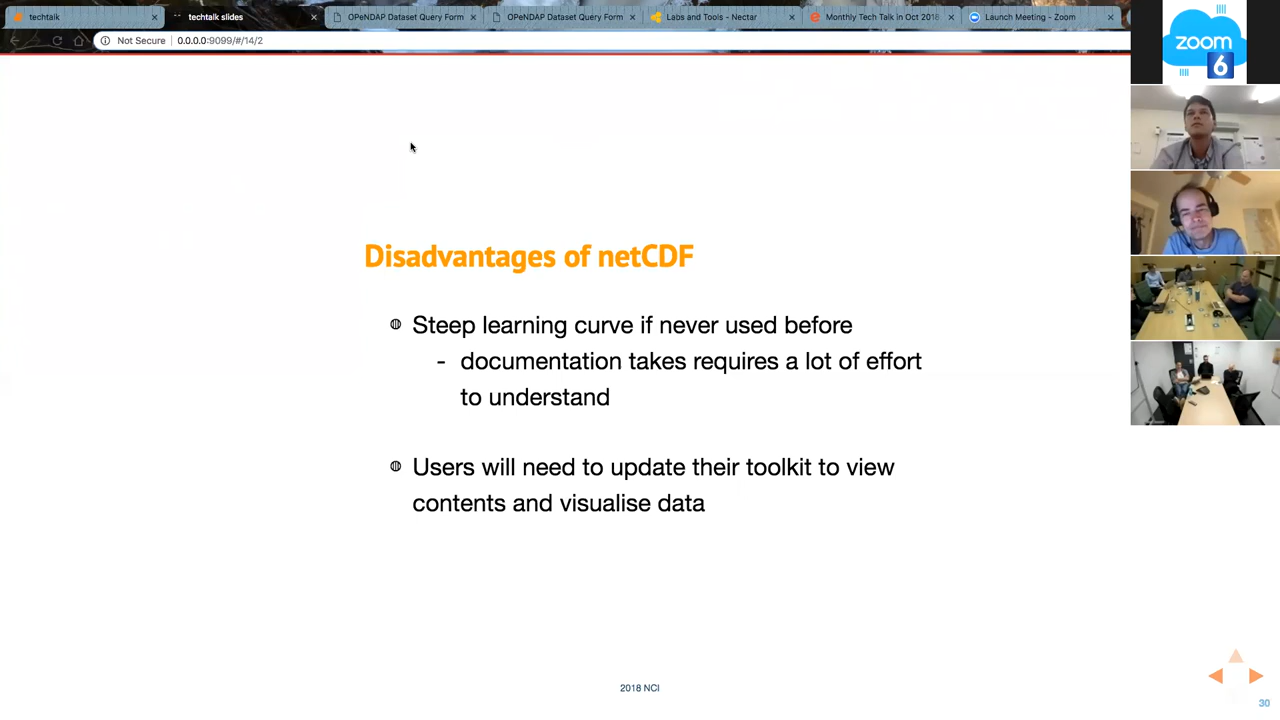 techtalk
techtalk slides
OPeNDAP Dataset Query Form
OPeNDAP Dataset Query Form
Labs and Tools - Nectar
Monthly Tech Talk in Oct 2018
Launch Meeting - Zoom
Not Secure
0.0.0.0:9099/#/14/2
zoom
6
Disadvantages of netCDF
Steep learning curve if never used before
- documentation takes requires a lot of effort
to understand
Users will need to update their toolkit to view
contents and visualise data
2018 NCI
30